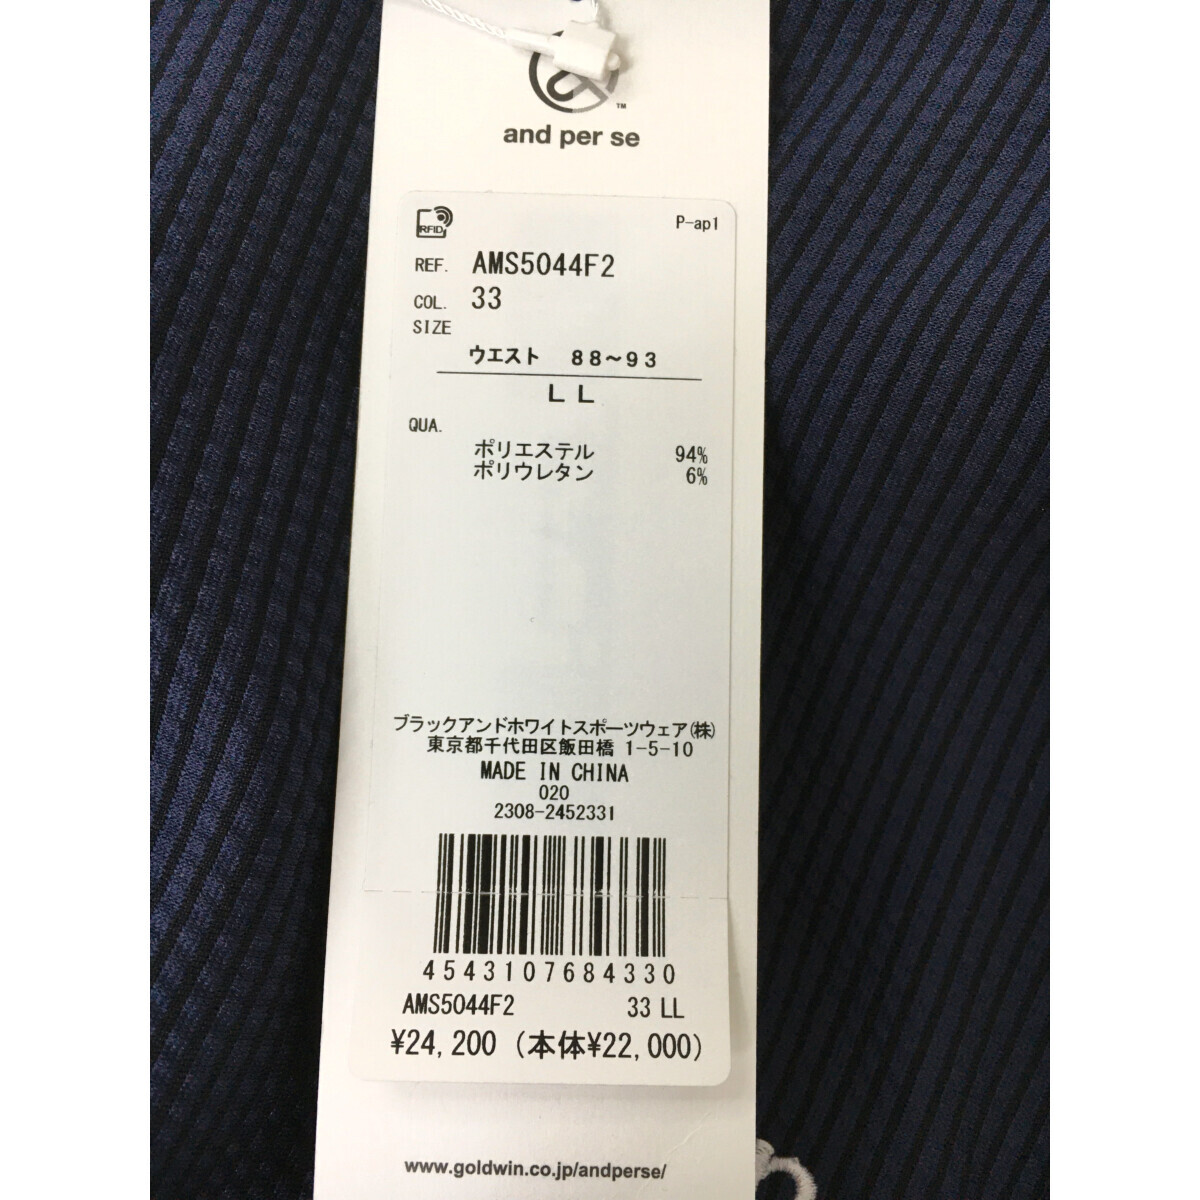 TM
and per se
RFID
P-ap1
REF. AMS5044F2
COL. 33
SIZE
ウエスト 88～93
LL
QUA.
ポリエステル 94%
ポリウレタン 6%
ブラックアンドホワイトスポーツウェア(株)
東京都千代田区飯田橋 1-5-10
MADE IN CHINA
020
2308-2452331
4543107684330
AMS5044F2 33 LL
¥24,200 (本体¥22,000)
www.goldwin.co.jp/andperse/